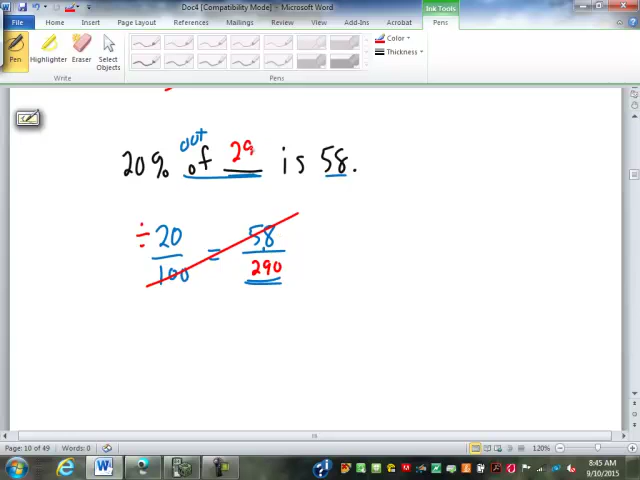 Doc4 [Compatibility Mode] - Microsoft Word
Ink Tools
File Home Insert Page Layout References Mailings Review View Add-Ins Acrobat Pens
Pen Highlighter Eraser Select Objects
Color
Thickness
Write Pens Pens
out
20% of 29 is 58.
÷ 20 = 58
100 290
Page: 10 of 49 Words: 0 120%
8:45 AM
9/10/2015